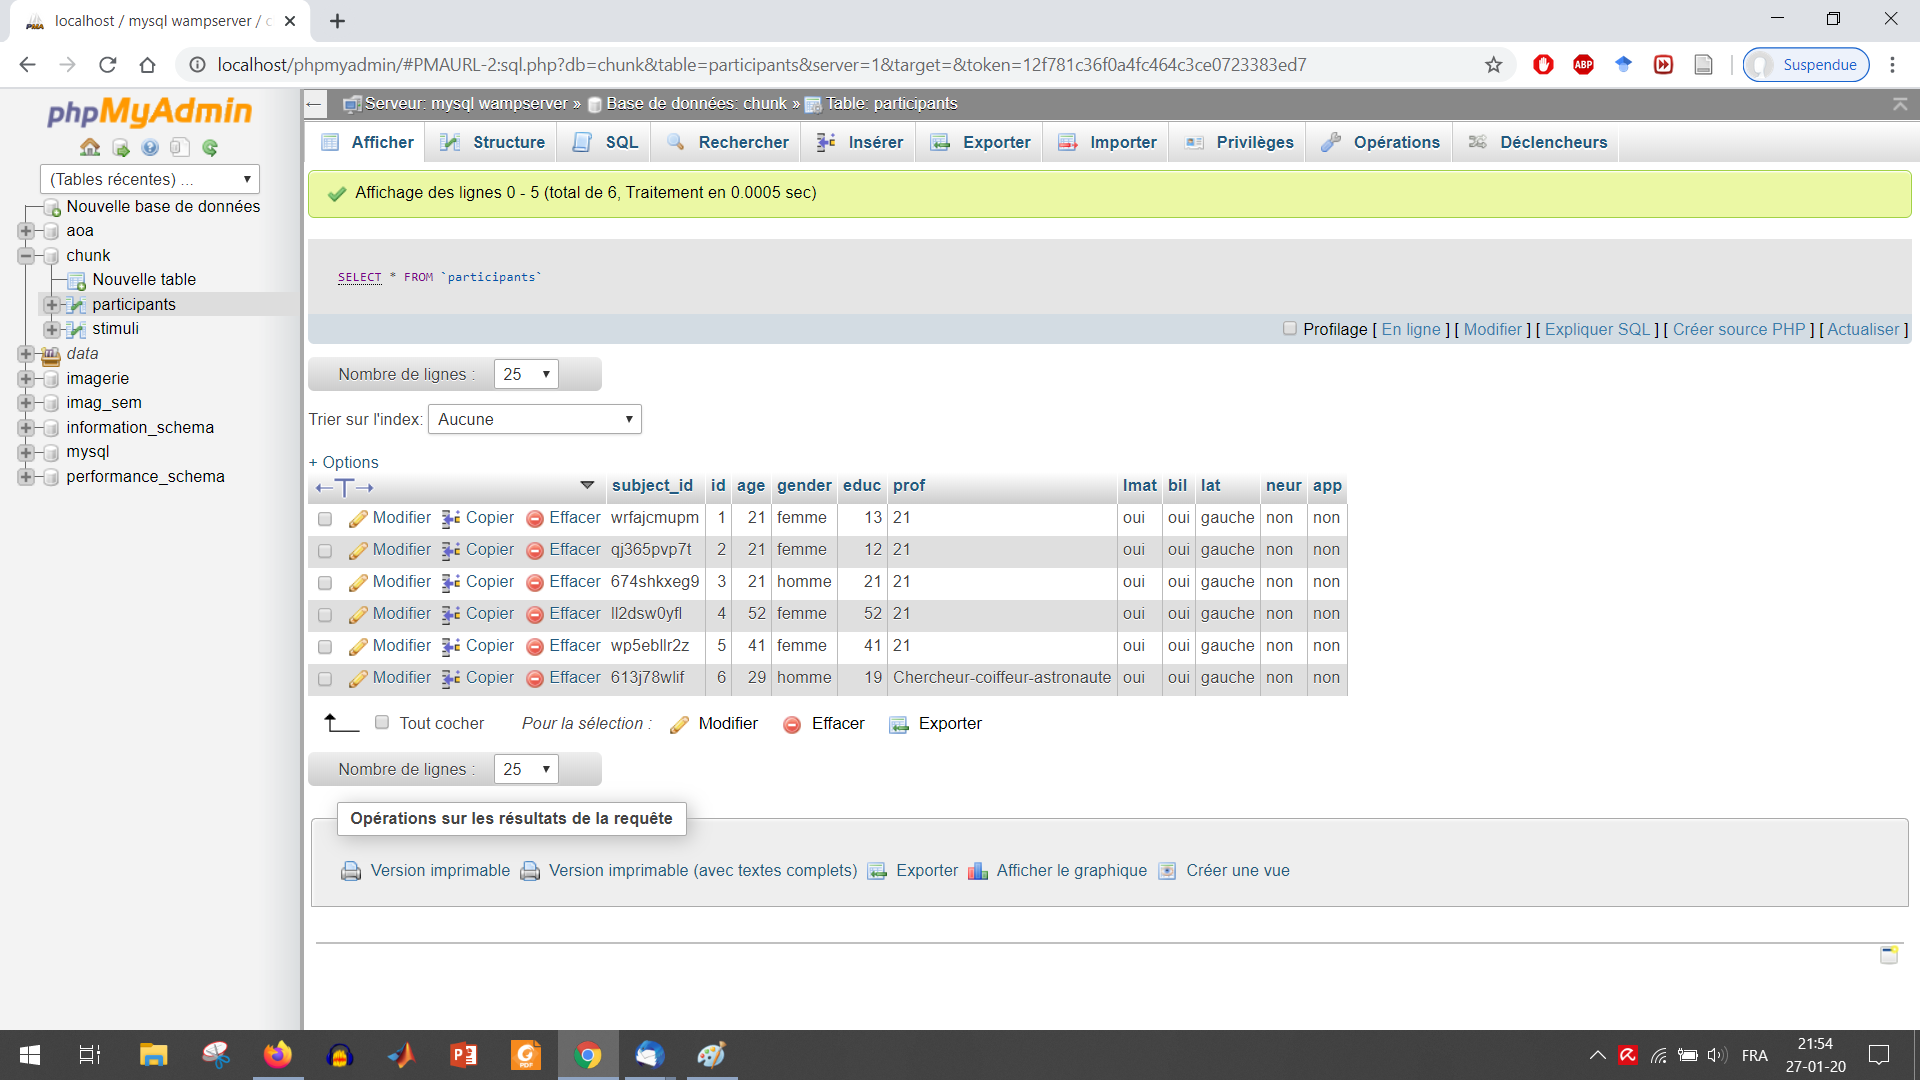 localhost / mysql wampserver / c
localhost/phpmyadmin/#PMAURL-2:sql.php?db=chunk&table=participants&server=1&target=&token=12f781c36f0a4fc464c3ce0723383ed7
ABP
Suspendue
phpMyAdmin
(Tables récentes) ...
Nouvelle base de données
aoa
chunk
Nouvelle table
participants
stimuli
data
imagerie
imag_sem
information_schema
mysql
performance_schema
Serveur: mysql wampserver » Base de données: chunk » Table: participants
Afficher Structure SQL Rechercher Insérer Exporter Importer Privilèges Opérations Déclencheurs
Affichage des lignes 0 - 5 (total de 6, Traitement en 0.0005 sec)
SELECT * FROM `participants`
Profilage [ En ligne ] [ Modifier ] [ Expliquer SQL ] [ Créer source PHP ] [ Actualiser ]
Nombre de lignes : 25
Trier sur l'index: Aucune
+ Options
subject_id id age gender educ prof lmat bil lat neur app
Modifier Copier Effacer wrfajcmupm 1 21 femme 13 21 oui oui gauche non non
Modifier Copier Effacer qj365pvp7t 2 21 femme 12 21 oui oui gauche non non
Modifier Copier Effacer 674shkxeg9 3 21 homme 21 21 oui oui gauche non non
Modifier Copier Effacer ll2dsw0yfl 4 52 femme 52 21 oui oui gauche non non
Modifier Copier Effacer wp5ebllr2z 5 41 femme 41 21 oui oui gauche non non
Modifier Copier Effacer 613j78wlif 6 29 homme 19 Chercheur-coiffeur-astronaute oui oui gauche non non
Tout cocher Pour la sélection : Modifier Effacer Exporter
Nombre de lignes : 25
Opérations sur les résultats de la requête
Version imprimable Version imprimable (avec textes complets) Exporter Afficher le graphique Créer une vue
FRA
21:54
27-01-20